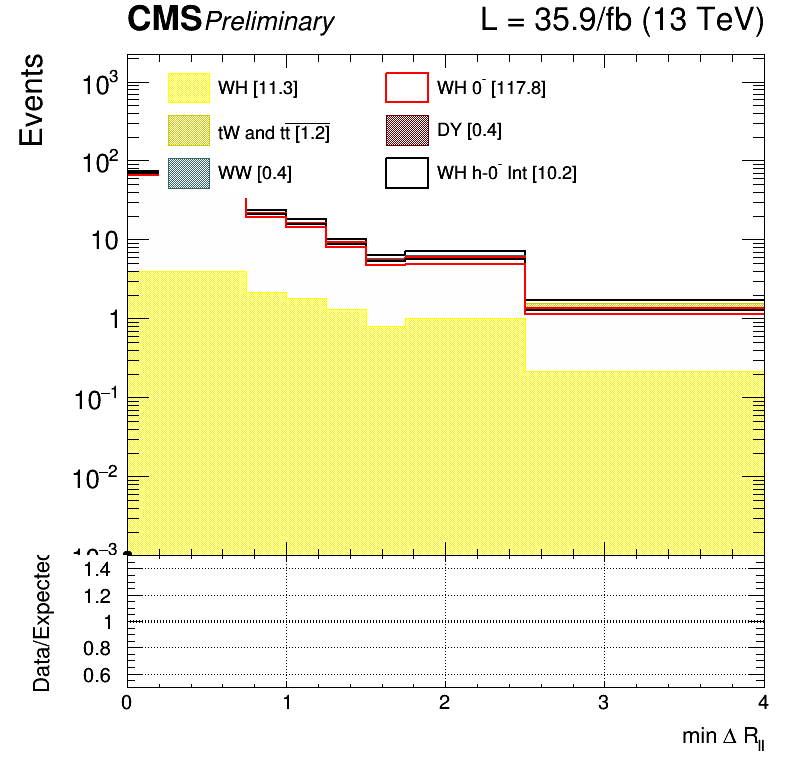 CMS Preliminary L = 35.9/fb (13 TeV)
Events
10³
10²
10
1
10⁻¹
10⁻²
10⁻³
WH [11.3]
WH 0⁻ [117.8]
tW and tt̅ [1.2]
DY [0.4]
WW [0.4]
WH h-0⁻ Int [10.2]
Data/Expected
1.4
1.2
1
0.8
0.6
0 1 2 3 4
min Δ R_ll